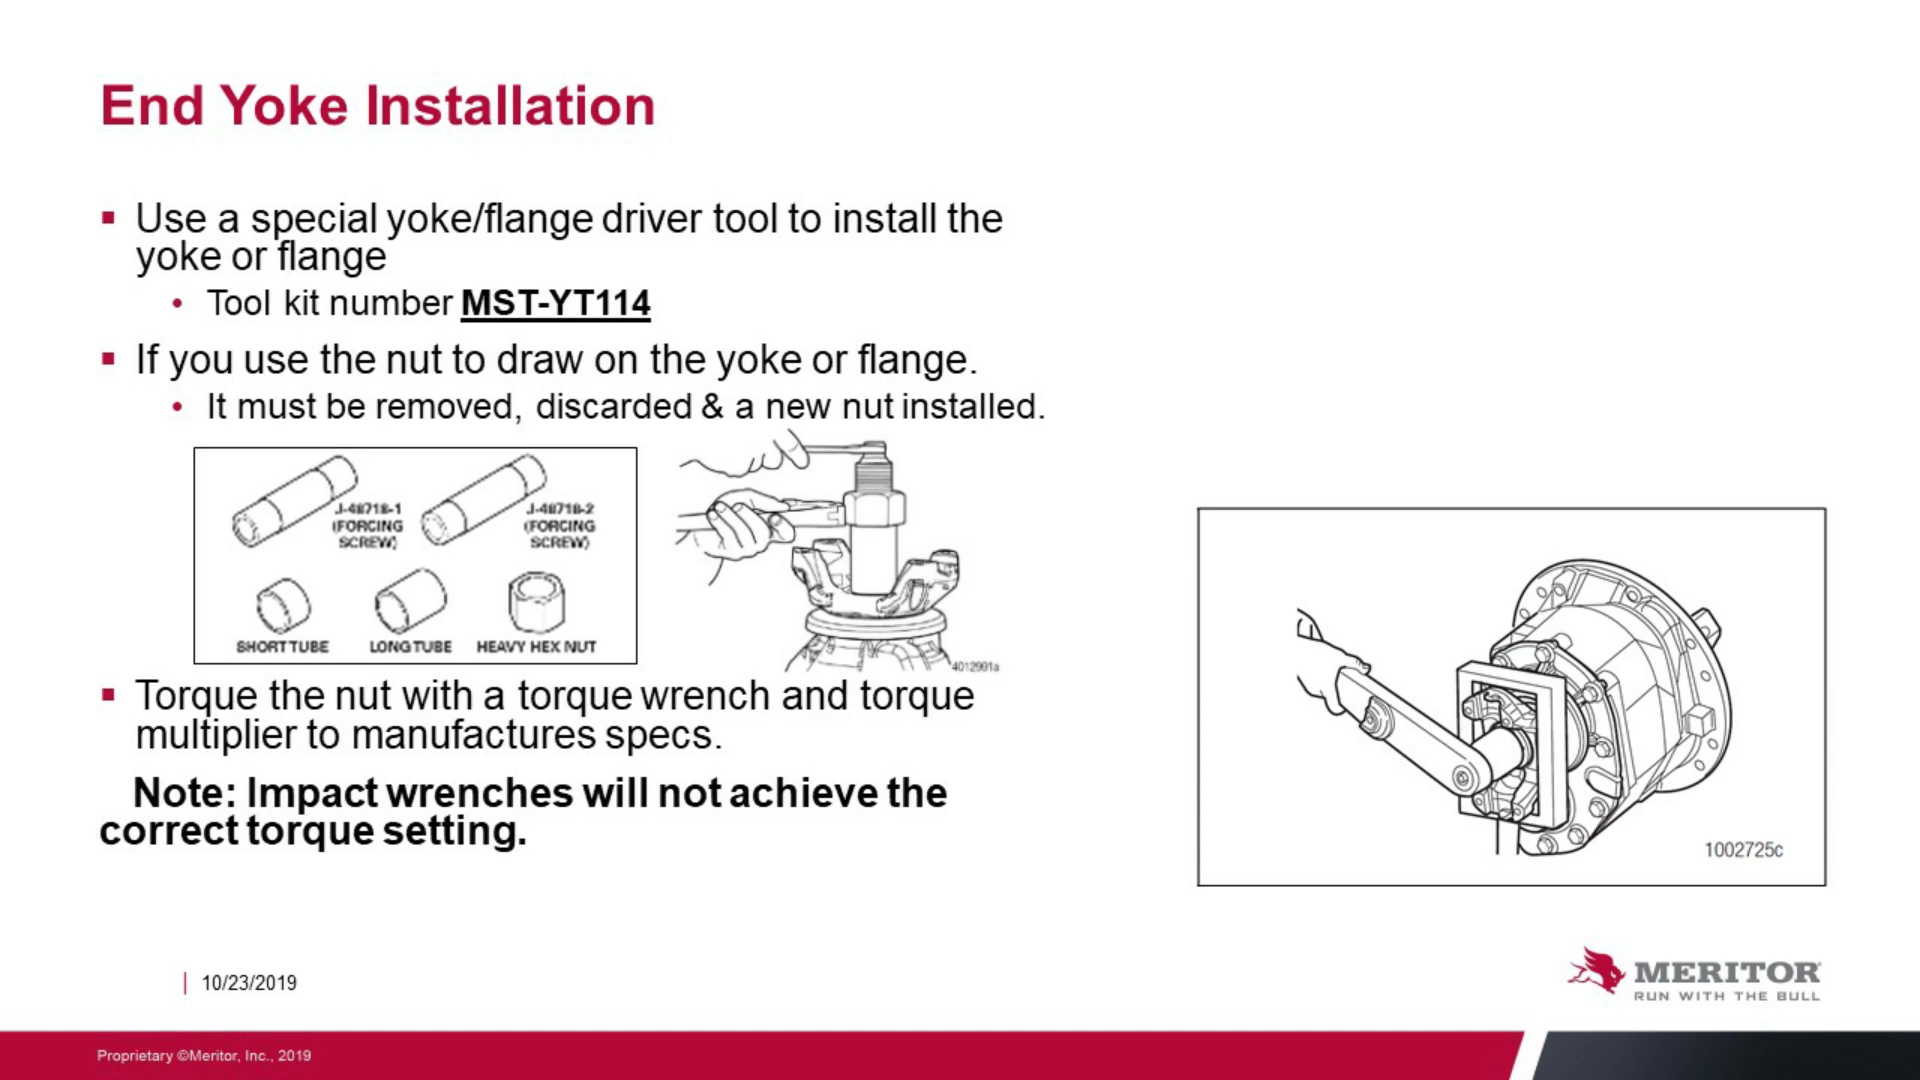 End Yoke Installation
Use a special yoke/flange driver tool to install the
yoke or flange
Tool kit number MST-YT114
If you use the nut to draw on the yoke or flange.
It must be removed, discarded & a new nut installed.
J-48718-1
(FORCING
SCREW)
J-48718-2
(FORCING
SCREW)
SHORT TUBE
LONG TUBE
HEAVY HEX NUT
4012991a
Torque the nut with a torque wrench and torque
multiplier to manufactures specs.
Note: Impact wrenches will not achieve the
correct torque setting.
1002725c
10/23/2019
MERITOR
RUN WITH THE BULL
Proprietary ©Meritor, Inc., 2019